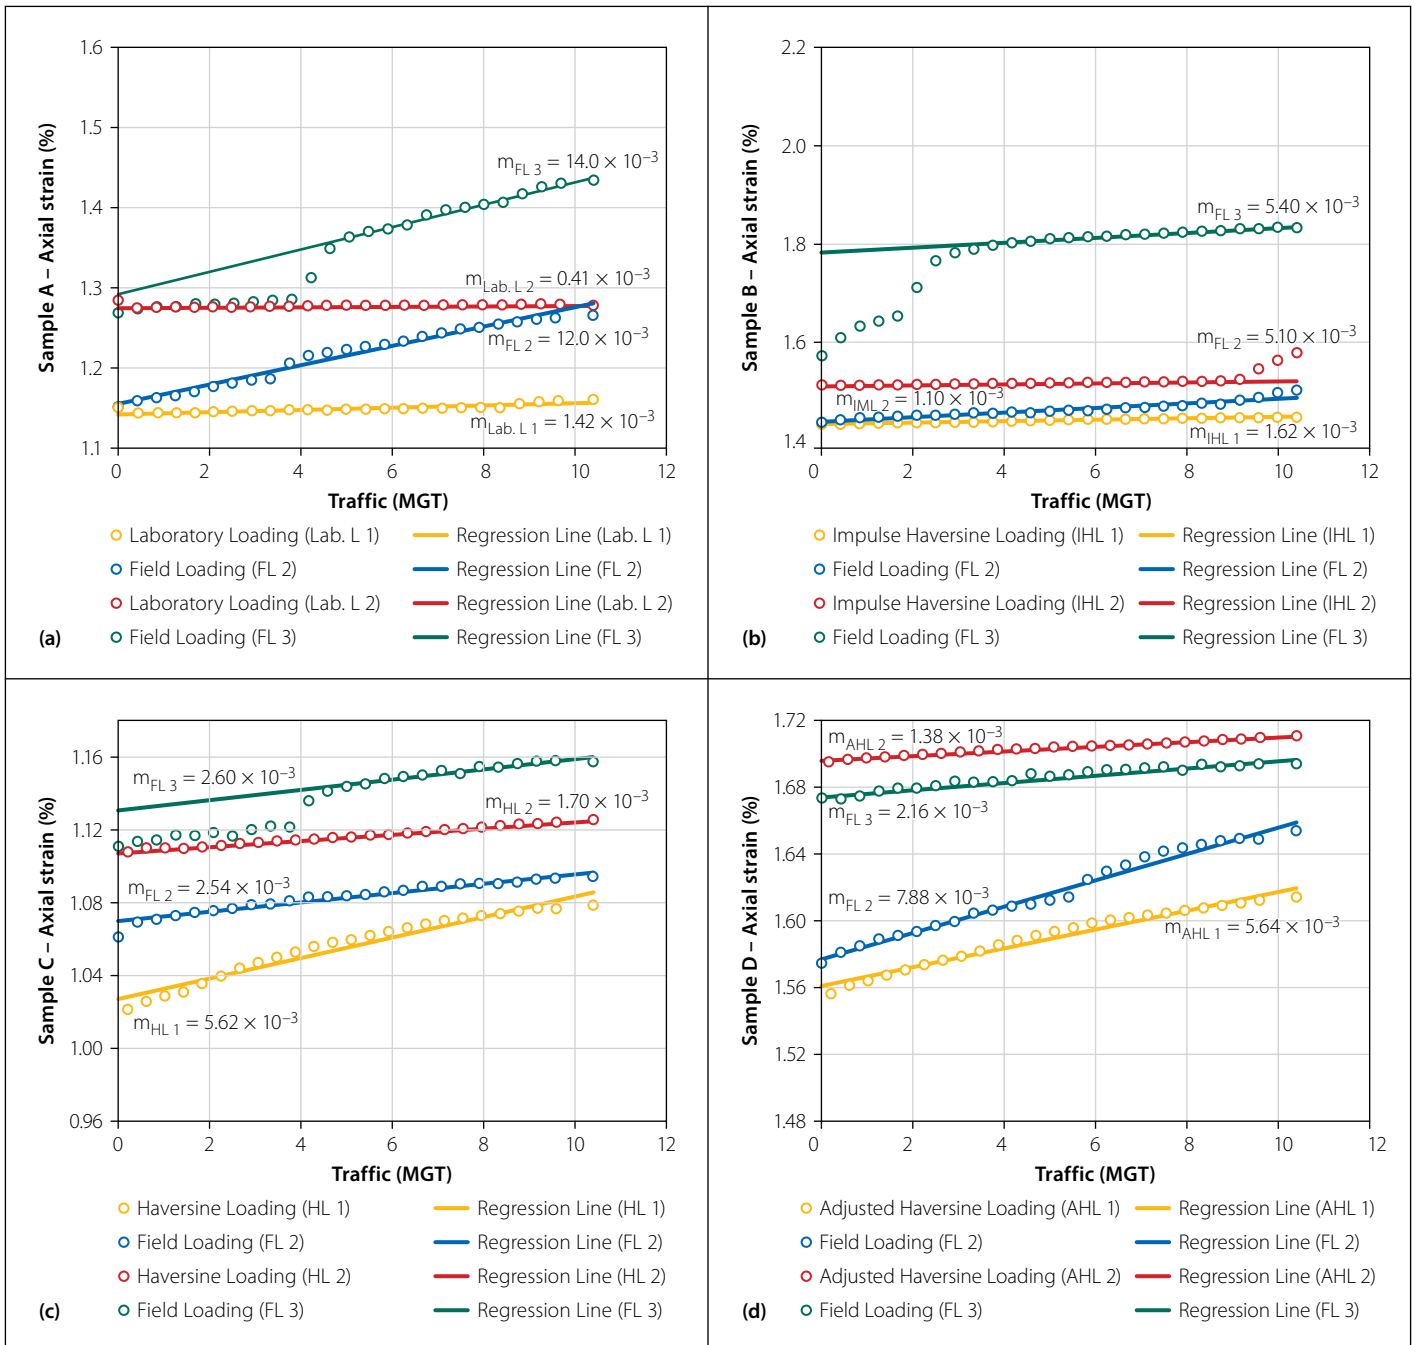 1.6
1.5
1.4
1.3
1.2
1.1
Sample A – Axial strain (%)
m_FL 3 = 14.0 × 10⁻³
m_Lab. L 2 = 0.41 × 10⁻³
m_FL 2 = 12.0 × 10⁻³
m_Lab. L 1 = 1.42 × 10⁻³
0 2 4 6 8 10 12
Traffic (MGT)
Laboratory Loading (Lab. L 1) Regression Line (Lab. L 1)
Field Loading (FL 2) Regression Line (FL 2)
Laboratory Loading (Lab. L 2) Regression Line (Lab. L 2)
Field Loading (FL 3) Regression Line (FL 3)
(a)
2.2
2.0
1.8
1.6
1.4
Sample B – Axial strain (%)
m_FL 3 = 5.40 × 10⁻³
m_FL 2 = 5.10 × 10⁻³
m_IML 2 = 1.10 × 10⁻³
m_IHL 1 = 1.62 × 10⁻³
0 2 4 6 8 10 12
Traffic (MGT)
Impulse Haversine Loading (IHL 1) Regression Line (IHL 1)
Field Loading (FL 2) Regression Line (FL 2)
Impulse Haversine Loading (IHL 2) Regression Line (IHL 2)
Field Loading (FL 3) Regression Line (FL 3)
(b)
1.16
1.12
1.08
1.04
1.00
0.96
Sample C – Axial strain (%)
m_FL 3 = 2.60 × 10⁻³
m_HL 2 = 1.70 × 10⁻³
m_FL 2 = 2.54 × 10⁻³
m_HL 1 = 5.62 × 10⁻³
0 2 4 6 8 10 12
Traffic (MGT)
Haversine Loading (HL 1) Regression Line (HL 1)
Field Loading (FL 2) Regression Line (FL 2)
Haversine Loading (HL 2) Regression Line (HL 2)
Field Loading (FL 3) Regression Line (FL 3)
(c)
1.72
1.68
1.64
1.60
1.56
1.52
1.48
Sample D – Axial strain (%)
m_AHL 2 = 1.38 × 10⁻³
m_FL 3 = 2.16 × 10⁻³
m_FL 2 = 7.88 × 10⁻³
m_AHL 1 = 5.64 × 10⁻³
0 2 4 6 8 10 12
Traffic (MGT)
Adjusted Haversine Loading (AHL 1) Regression Line (AHL 1)
Field Loading (FL 2) Regression Line (FL 2)
Adjusted Haversine Loading (AHL 2) Regression Line (AHL 2)
Field Loading (FL 3) Regression Line (FL 3)
(d)